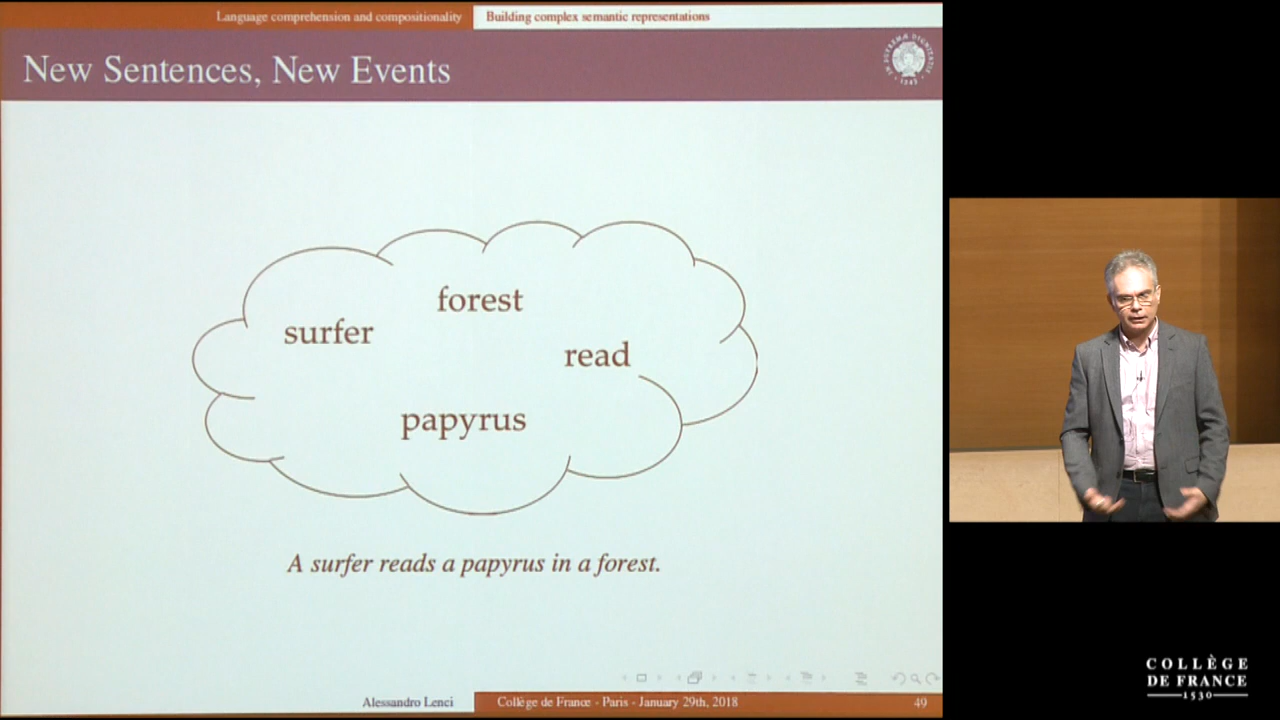 Language comprehension and compositionality Building complex semantic representations
New Sentences, New Events
forest
surfer
read
papyrus
A surfer reads a papyrus in a forest.
Alessandro Lenci Collège de France - Paris - January 29th, 2018 49
COLLÈGE
DE FRANCE
1530